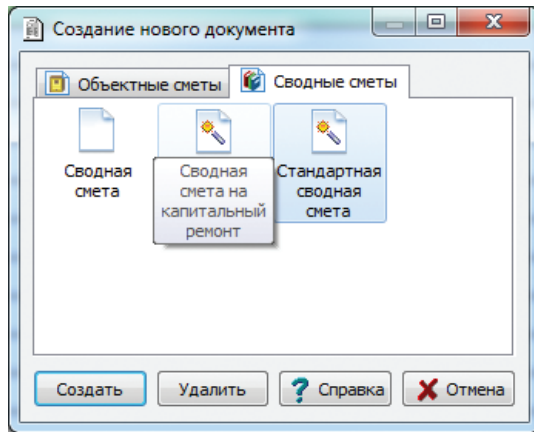 Создание нового документа
Объектные сметы
Сводные сметы
Сводная
смета
Сводная
смета на
капитальный
ремонт
Стандартная
сводная
смета
Создать
Удалить
? Справка
Отмена